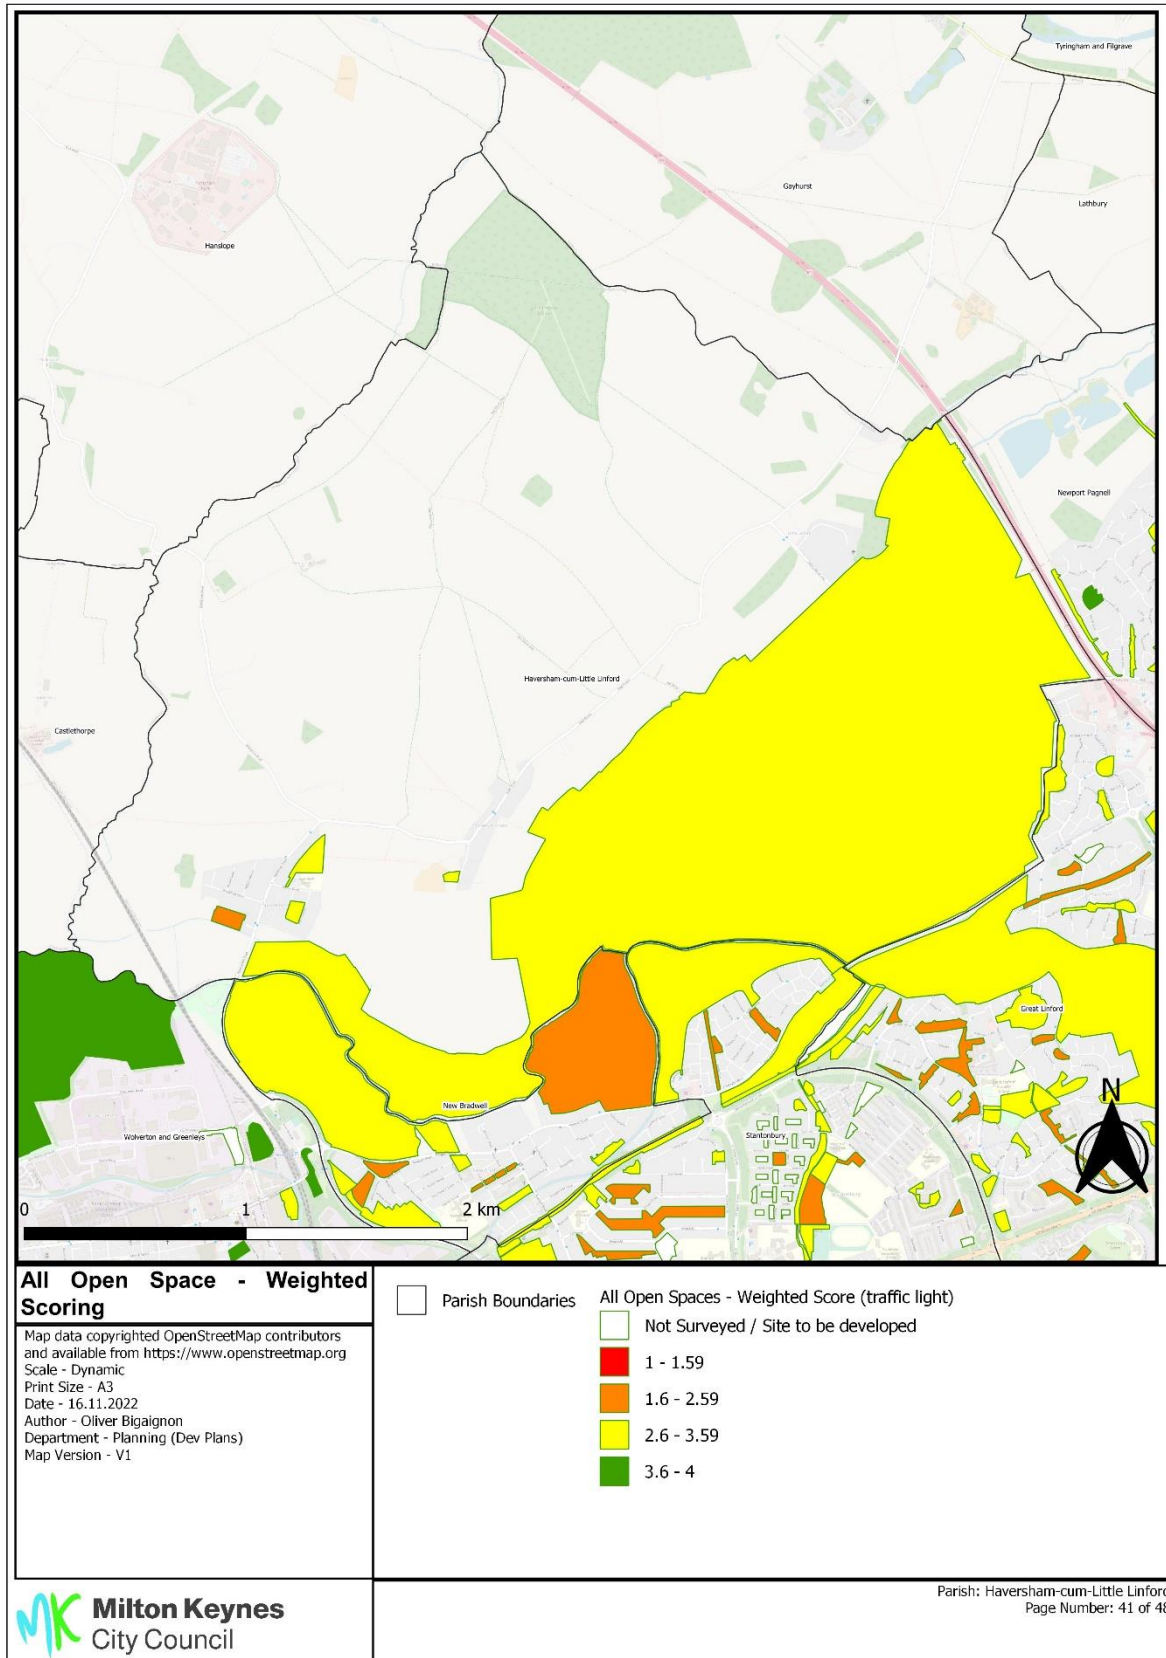 Tyringham and Filgrave
Gayhurst
Lathbury
Hanslope
Newport Pagnell
Haversham-cum-Little Linford
Castlethorpe
Great Linford
New Bradwell
Wolverton and Greenleys
Stantonbury
N
0 1 2 km
All Open Space - Weighted
Scoring
Map data copyrighted OpenStreetMap contributors
and available from https://www.openstreetmap.org
Scale - Dynamic
Print Size - A3
Date - 16.11.2022
Author - Oliver Bigaignon
Department - Planning (Dev Plans)
Map Version - V1
Parish Boundaries
All Open Spaces - Weighted Score (traffic light)
Not Surveyed / Site to be developed
1 - 1.59
1.6 - 2.59
2.6 - 3.59
3.6 - 4
MK Milton Keynes
City Council
Parish: Haversham-cum-Little Linford
Page Number: 41 of 48